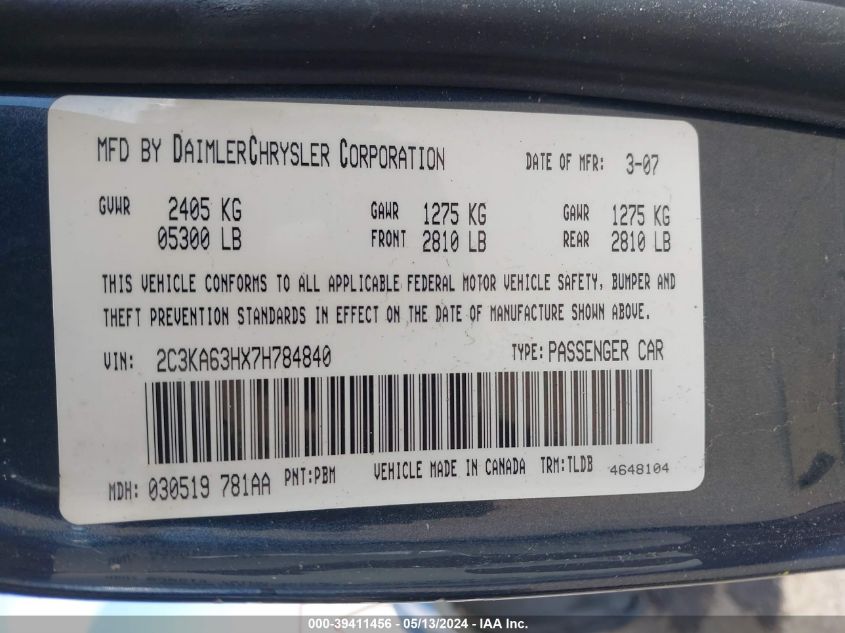 MFD BY DAIMLERCHRYSLER CORPORATION DATE OF MFR: 3-07
GVWR 2405 KG GAWR 1275 KG GAWR 1275 KG
05300 LB FRONT 2810 LB REAR 2810 LB
THIS VEHICLE CONFORMS TO ALL APPLICABLE FEDERAL MOTOR VEHICLE SAFETY, BUMPER AND
THEFT PREVENTION STANDARDS IN EFFECT ON THE DATE OF MANUFACTURE SHOWN ABOVE.
VIN: 2C3KA63HX7H784840 TYPE: PASSENGER CAR
MDH: 030519 781AA PNT:PBM VEHICLE MADE IN CANADA TRM:TLDB 4648104
000-39411456 - 05/13/2024 - IAA Inc.